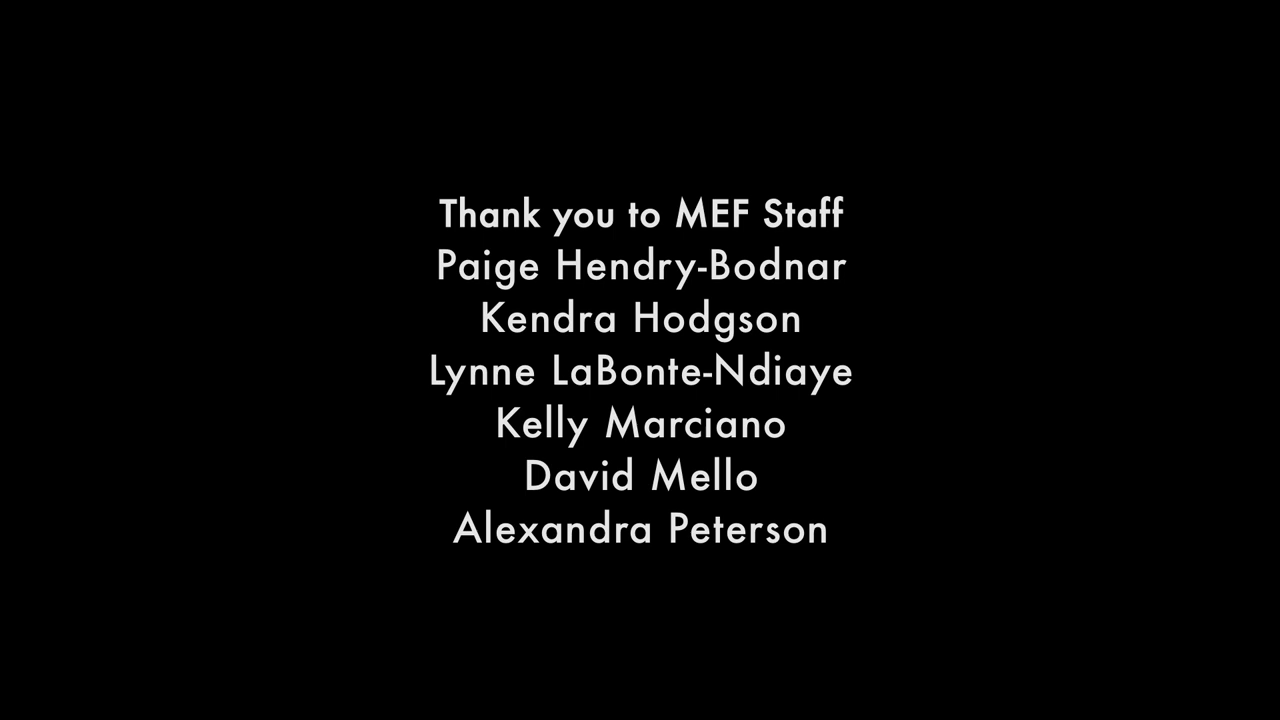 Thank you to MEF Staff
Paige Hendry-Bodnar
Kendra Hodgson
Lynne LaBonte-Ndiaye
Kelly Marciano
David Mello
Alexandra Peterson